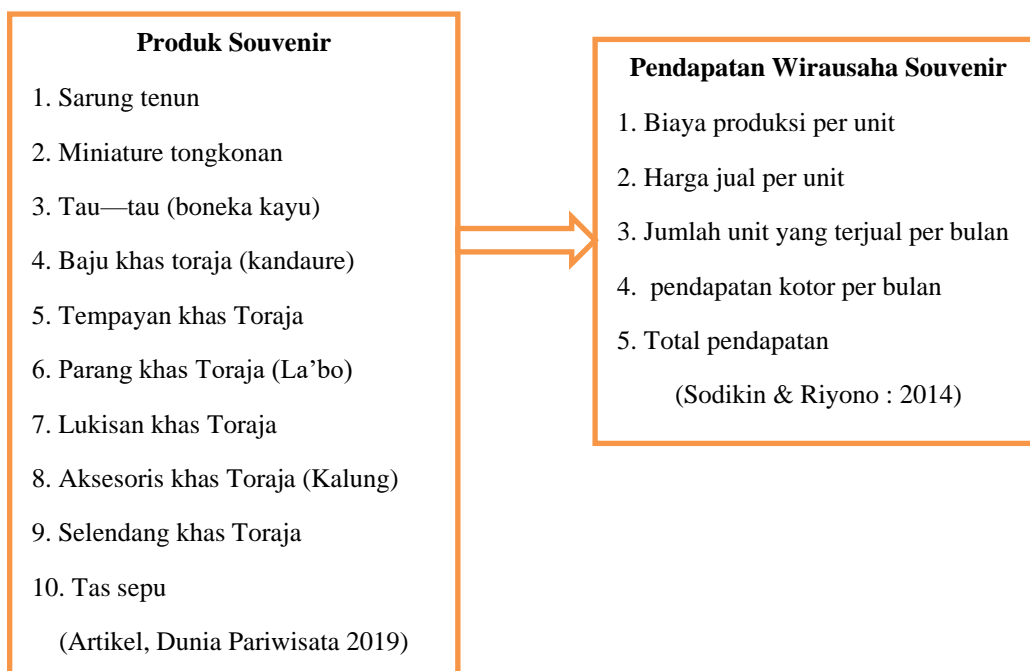 Produk Souvenir
1. Sarung tenun
2. Miniature tongkonan
3. Tau—tau (boneka kayu)
4. Baju khas toraja (kandaure)
5. Tempayan khas Toraja
6. Parang khas Toraja (La’bo)
7. Lukisan khas Toraja
8. Aksesoris khas Toraja (Kalung)
9. Selendang khas Toraja
10. Tas sepu
(Artikel, Dunia Pariwisata 2019)
Pendapatan Wirausaha Souvenir
1. Biaya produksi per unit
2. Harga jual per unit
3. Jumlah unit yang terjual per bulan
4. pendapatan kotor per bulan
5. Total pendapatan
(Sodikin & Riyono : 2014)